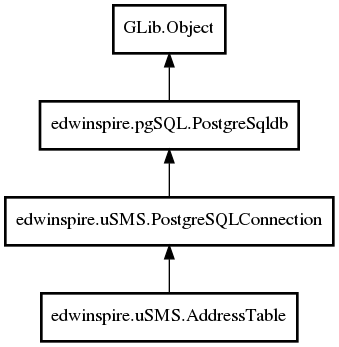 GLib.Object
edwinspire.pgSQL.PostgreSqldb
edwinspire.uSMS.PostgreSQLConnection
edwinspire.uSMS.AddressTable